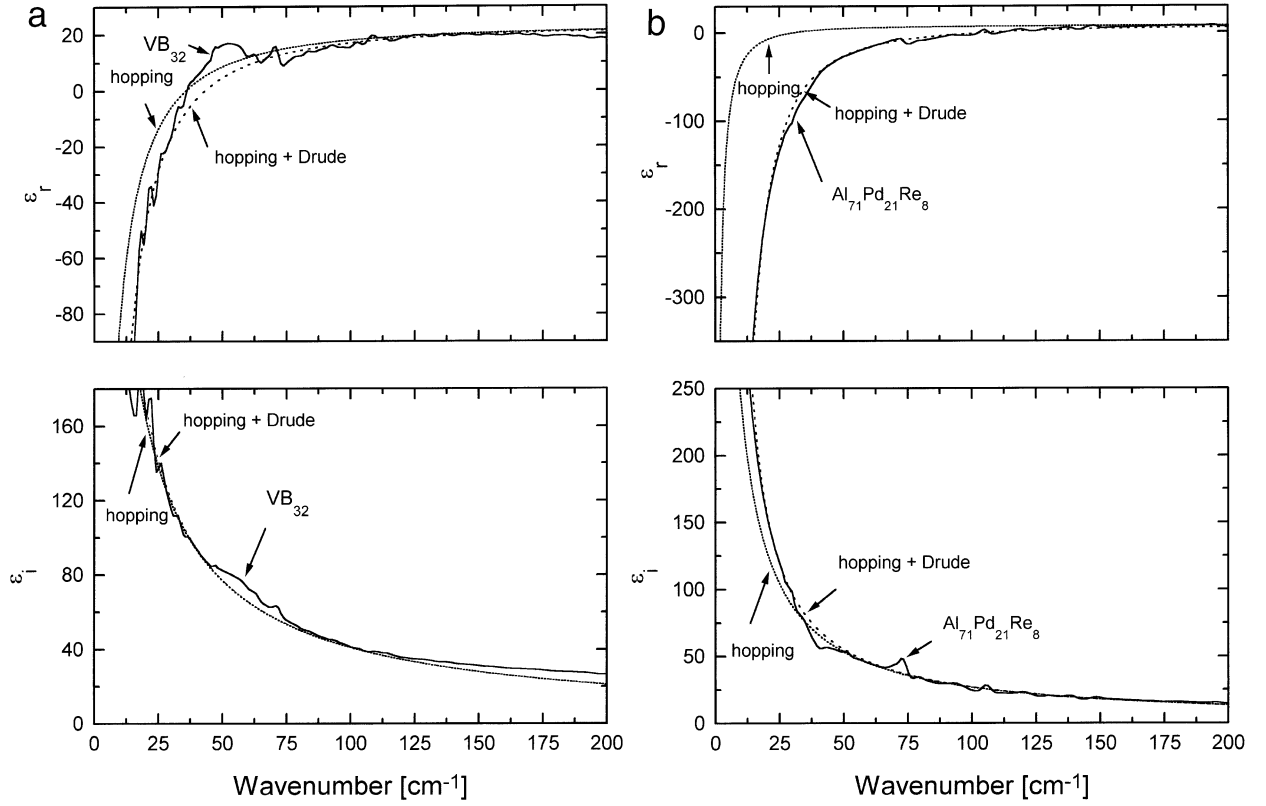 a
20
0
-20
-40
-60
-80
εr
VB32
hopping
hopping + Drude
160
120
80
40
0
εi
hopping + Drude
hopping
VB32
0 25 50 75 100 125 150 175 200
Wavenumber [cm-1]
b
0
-100
-200
-300
εr
hopping
hopping + Drude
Al71Pd21Re8
250
200
150
100
50
0
εi
hopping + Drude
hopping
Al71Pd21Re8
0 25 50 75 100 125 150 175 200
Wavenumber [cm-1]